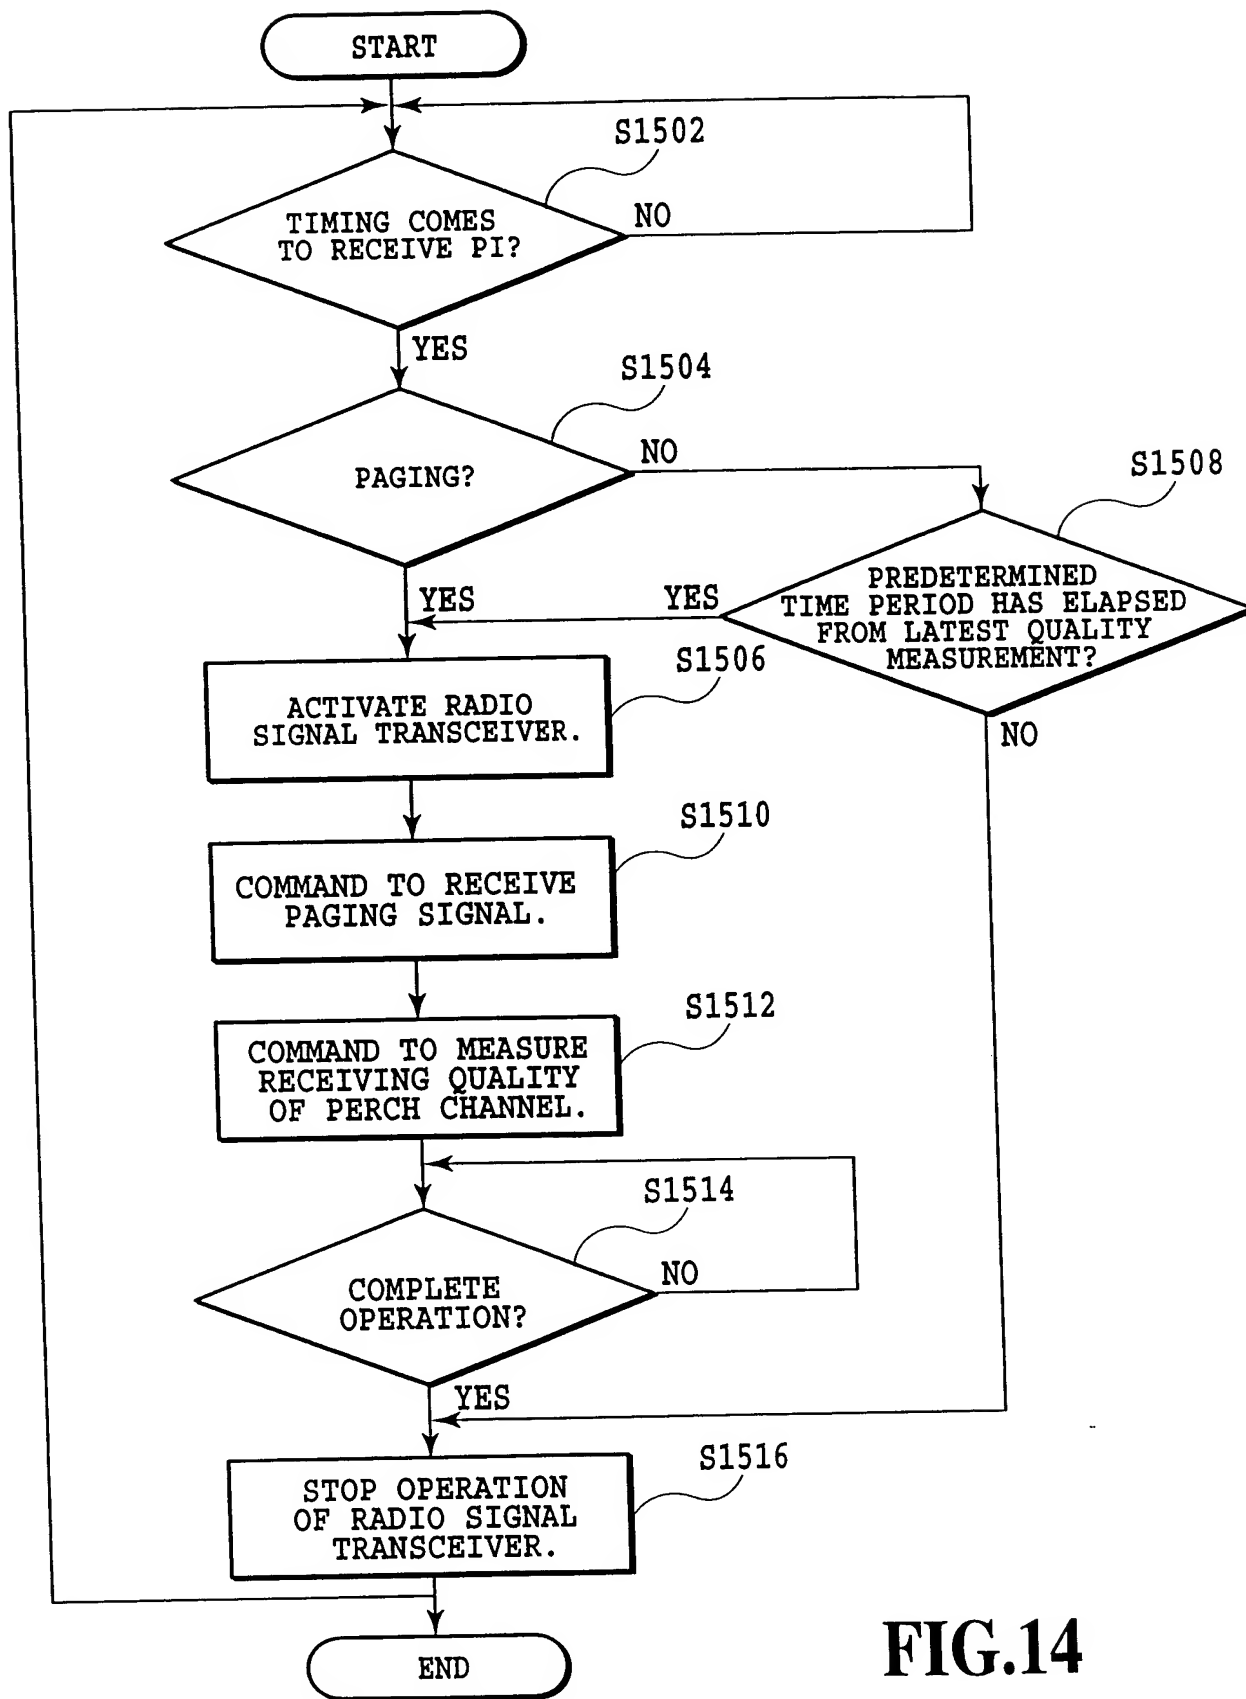 START
S1502
TIMING COMES
TO RECEIVE PI?
NO
YES
S1504
PAGING?
NO
S1508
PREDETERMINED
TIME PERIOD HAS ELAPSED
FROM LATEST QUALITY
MEASUREMENT?
YES
YES
NO
S1506
ACTIVATE RADIO
SIGNAL TRANSCEIVER.
S1510
COMMAND TO RECEIVE
PAGING SIGNAL.
S1512
COMMAND TO MEASURE
RECEIVING QUALITY
OF PERCH CHANNEL.
S1514
COMPLETE
OPERATION?
NO
YES
S1516
STOP OPERATION
OF RADIO SIGNAL
TRANSCEIVER.
END
FIG.14